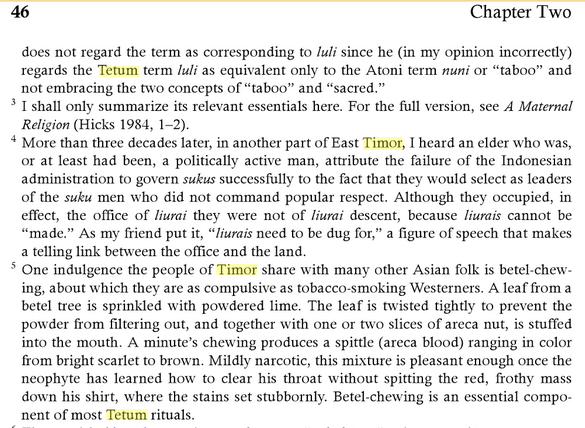 46 Chapter Two
does not regard the term as corresponding to luli since he (in my opinion incorrectly)
regards the Tetum term luli as equivalent only to the Atoni term nuni or “taboo” and
not embracing the two concepts of “taboo” and “sacred.”
3 I shall only summarize its relevant essentials here. For the full version, see A Maternal
Religion (Hicks 1984, 1–2).
4 More than three decades later, in another part of East Timor, I heard an elder who was,
or at least had been, a politically active man, attribute the failure of the Indonesian
administration to govern sukus successfully to the fact that they would select as leaders
of the suku men who did not command popular respect. Although they occupied, in
effect, the office of liurai they were not of liurai descent, because liurais cannot be
“made.” As my friend put it, “liurais need to be dug for,” a figure of speech that makes
a telling link between the office and the land.
5 One indulgence the people of Timor share with many other Asian folk is betel-chew-
ing, about which they are as compulsive as tobacco-smoking Westerners. A leaf from a
betel tree is sprinkled with powdered lime. The leaf is twisted tightly to prevent the
powder from filtering out, and together with one or two slices of areca nut, is stuffed
into the mouth. A minute’s chewing produces a spittle (areca blood) ranging in color
from bright scarlet to brown. Mildly narcotic, this mixture is pleasant enough once the
neophyte has learned how to clear his throat without spitting the red, frothy mass
down his shirt, where the stains set stubbornly. Betel-chewing is an essential compo-
nent of most Tetum rituals.